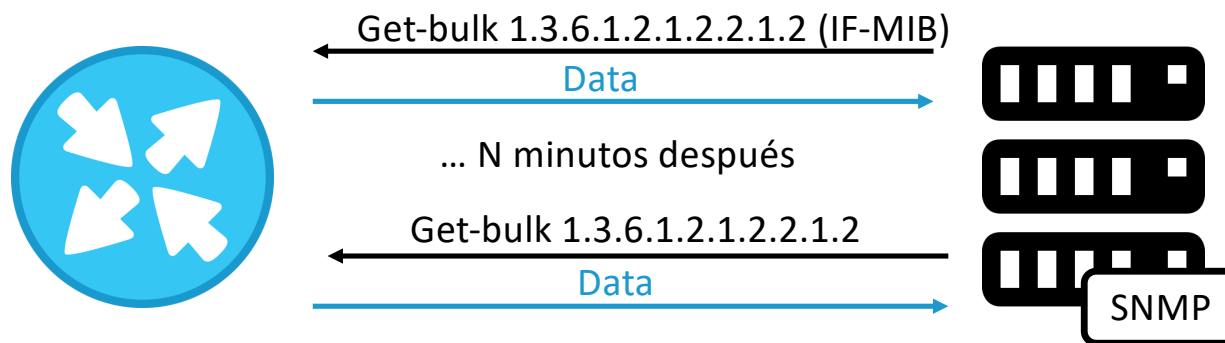 Get-bulk 1.3.6.1.2.1.2.2.1.2 (IF-MIB)
Data
... N minutos después
Get-bulk 1.3.6.1.2.1.2.2.1.2
Data
SNMP